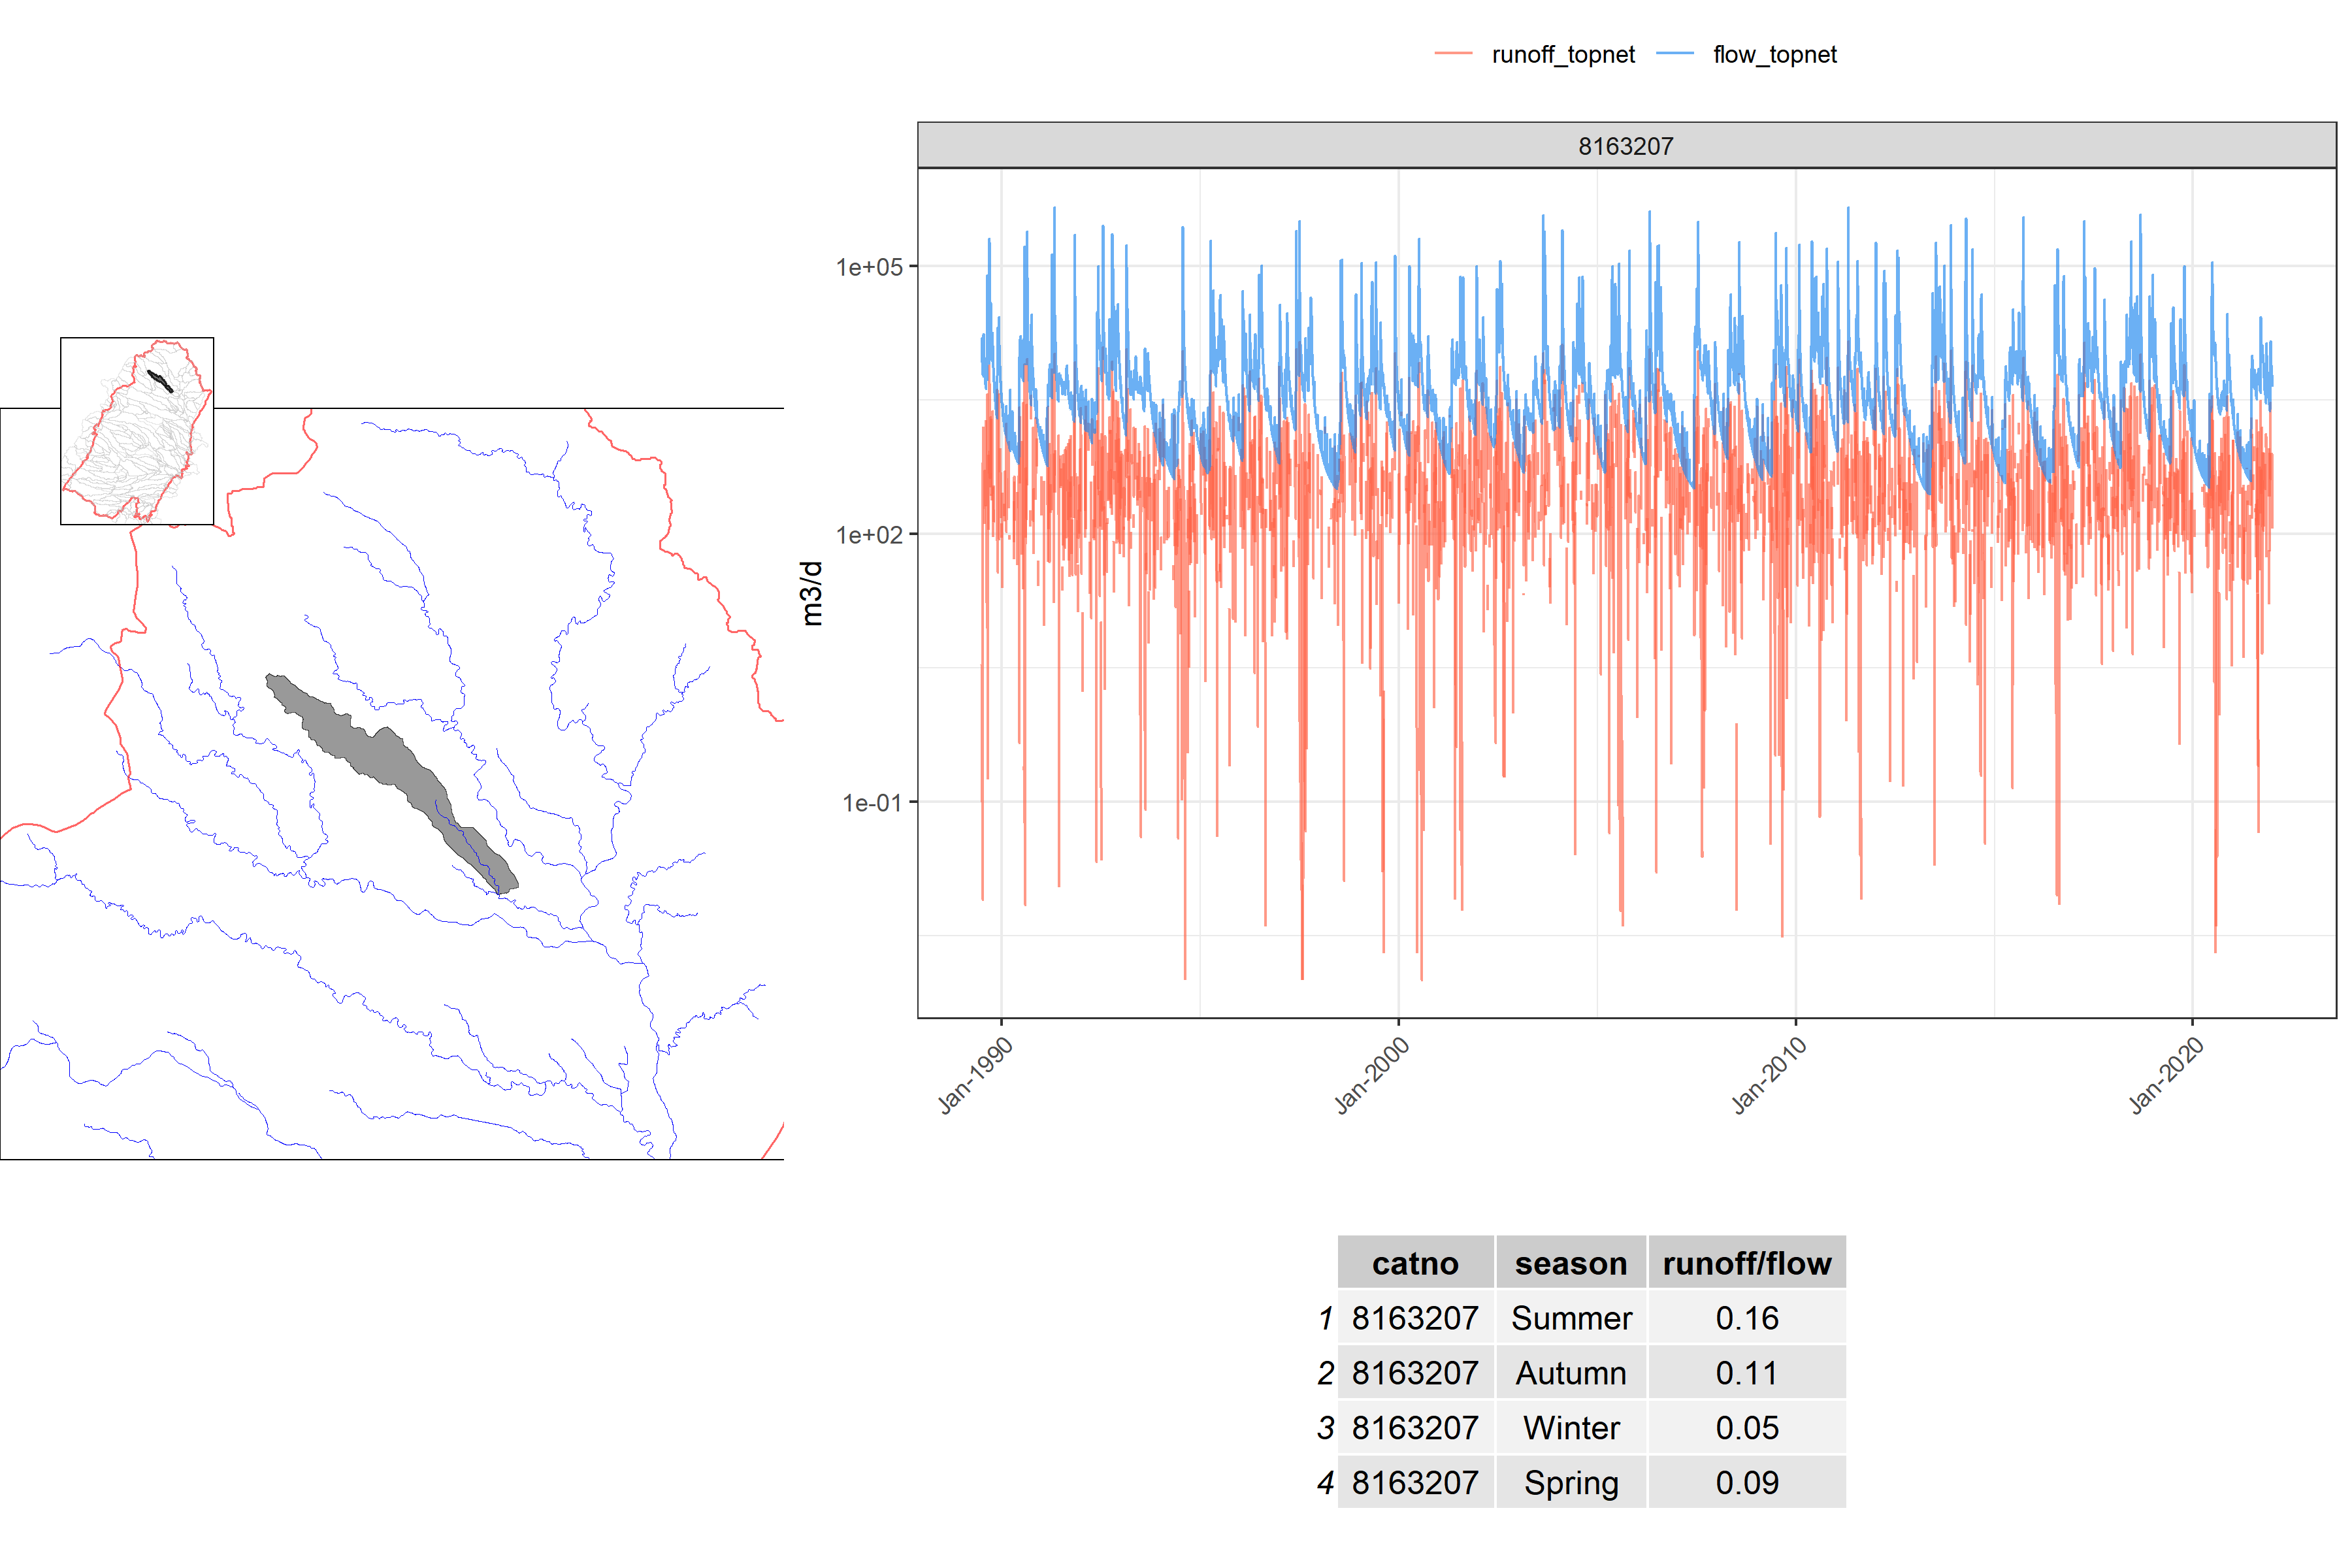 runoff_topnet flow_topnet
8163207
1e+05
1e+02
1e-01
m3/d
Jan-1990 Jan-2000 Jan-2010 Jan-2020
catno season runoff/flow
1 8163207 Summer 0.16
2 8163207 Autumn 0.11
3 8163207 Winter 0.05
4 8163207 Spring 0.09